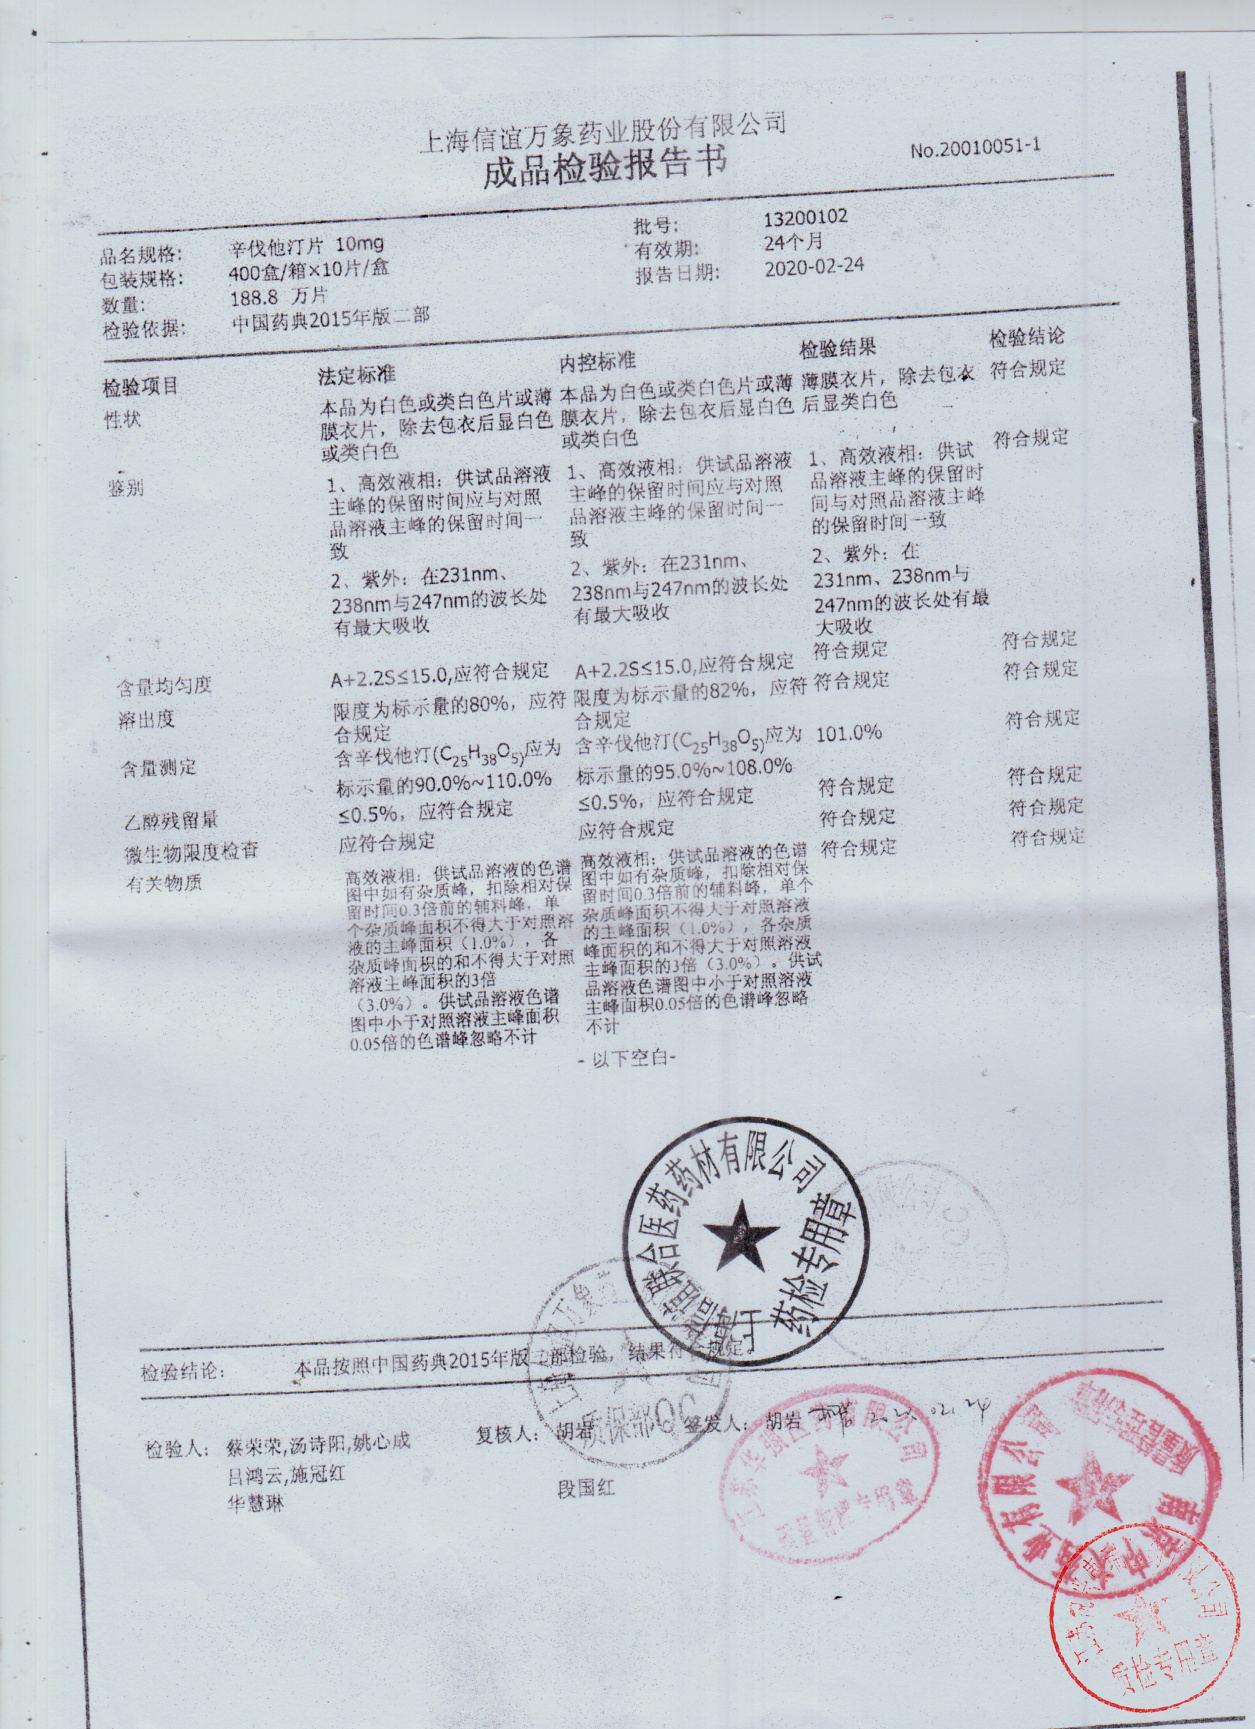 上海信谊万象药业股份有限公司
成品检验报告书
No.20010051-1
品名规格: 辛伐他汀片 10mg
包装规格: 400盒/箱×10片/盒
数量: 188.8 万片
检验依据: 中国药典2015年版二部
批号: 13200102
有效期: 24个月
报告日期: 2020-02-24
检验项目 法定标准 内控标准 检验结果 检验结论
性状
本品为白色或类白色片或薄
膜衣片，除去包衣后显白色
或类白色
本品为白色或类白色片或薄
膜衣片，除去包衣后显白色
或类白色
薄膜衣片，除去包衣
后显类白色
符合规定
鉴别
1、高效液相：供试品溶液
主峰的保留时间应与对照
品溶液主峰的保留时间一
致
2、紫外：在231nm、
238nm与247nm的波长处
有最大吸收
1、高效液相：供试品溶液
主峰的保留时间应与对照
品溶液主峰的保留时间一
致
2、紫外：在231nm、
238nm与247nm的波长处
有最大吸收
1、高效液相：供试
品溶液主峰的保留时
间与对照品溶液主峰
的保留时间一致
2、紫外：在
231nm、238nm与
247nm的波长处有最
大吸收
符合规定
含量均匀度 A+2.2S≤15.0,应符合规定 A+2.2S≤15.0,应符合规定 符合规定 符合规定
溶出度
限度为标示量的80%，应符
合规定
限度为标示量的82%，应符
合规定
符合规定
符合规定
含量测定
含辛伐他汀(C25H38O5)应为
标示量的90.0%~110.0%
含辛伐他汀(C25H38O5)应为
标示量的95.0%~108.0%
101.0%
符合规定
乙醇残留量 ≤0.5%，应符合规定 ≤0.5%，应符合规定 符合规定 符合规定
微生物限度检查 应符合规定 应符合规定 符合规定 符合规定
有关物质
高效液相：供试品溶液的色谱
图中如有杂质峰，扣除相对保
留时间0.3倍前的辅料峰，单
个杂质峰面积不得大于对照溶
液的主峰面积（1.0%），各
杂质峰面积的和不得大于对照
溶液主峰面积的3倍
（3.0%）。供试品溶液色谱
图中小于对照溶液主峰面积
0.05倍的色谱峰忽略不计
高效液相：供试品溶液的色谱
图中如有杂质峰，扣除相对保
留时间0.3倍前的辅料峰，单个
杂质峰面积不得大于对照溶液
的主峰面积（1.0%），各杂质
峰面积的和不得大于对照溶液
主峰面积的3倍（3.0%）。供试
品溶液色谱图中小于对照溶液
主峰面积0.05倍的色谱峰忽略
不计
符合规定
符合规定
- 以下空白-
信谊联合医药药材有限公司
药检专用章
检验结论: 本品按照中国药典2015年版二部检验，结果符合规定。
质保部QC
检验人: 蔡荣荣,汤诗阳,姚心成
吕鸿云,施冠红
华慧琳
复核人: 胡岩
段国红
签发人: 胡岩 2020.02.24
江苏华强医药有限公司
质量管理专用章
质检专用章